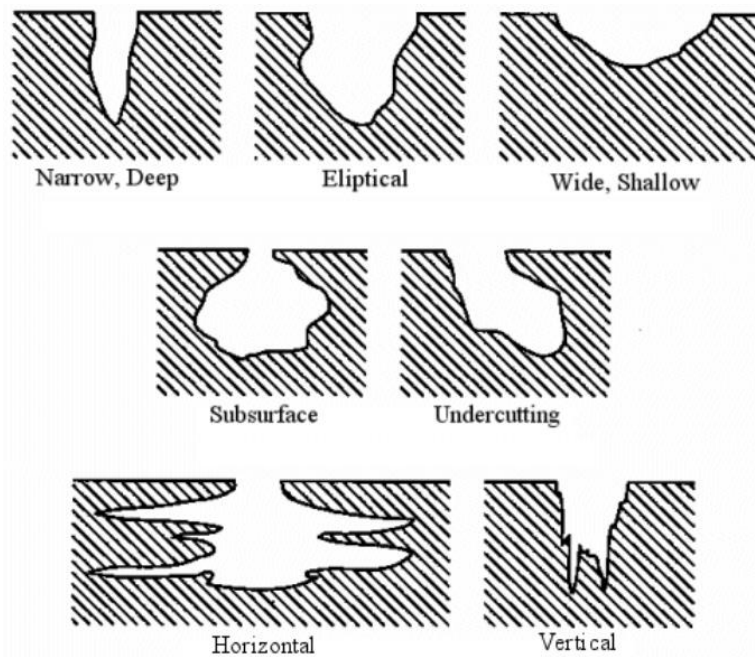 Narrow, Deep
Eliptical
Wide, Shallow
Subsurface
Undercutting
Horizontal
Vertical